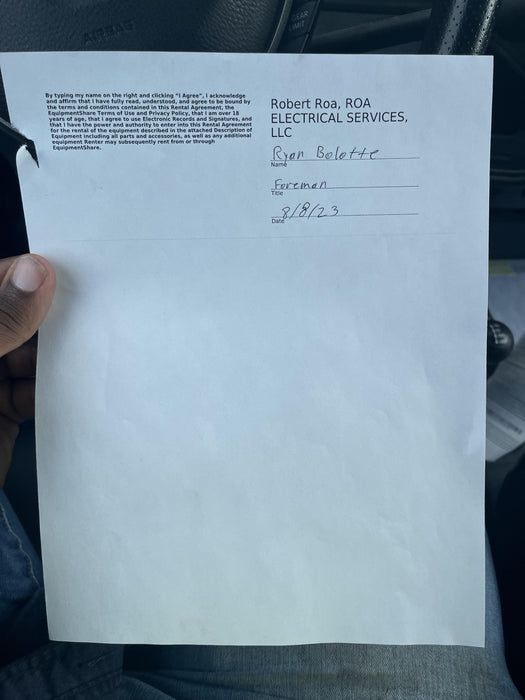 AIRBAG
By typing my name on the right and clicking "I Agree", I acknowledge
and affirm that I have fully read, understood, and agree to be bound by
the terms and conditions contained in this Rental Agreement, the
EquipmentShare Terms of Use and Privacy Policy, that I am over 18
years of age, that I agree to use Electronic Records and Signatures, and
that I have the power and authority to enter into this Rental Agreement
for the rental of the equipment described in the attached Description of
Equipment including all parts and accessories, as well as any additional
equipment Renter may subsequently rent from or through
EquipmentShare.
Robert Roa, ROA
ELECTRICAL SERVICES,
LLC
Ryan Bolotte
Name
Foreman
Title
8/8/23
Date